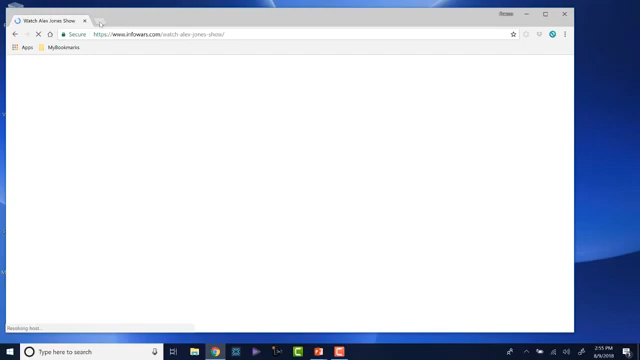 Watch Alex Jones Show
Secure
https://www.infowars.com/watch-alex-jones-show/
Apps
MyBookmarks
Resolving host...
Type here to search
2:55 PM
8/9/2018